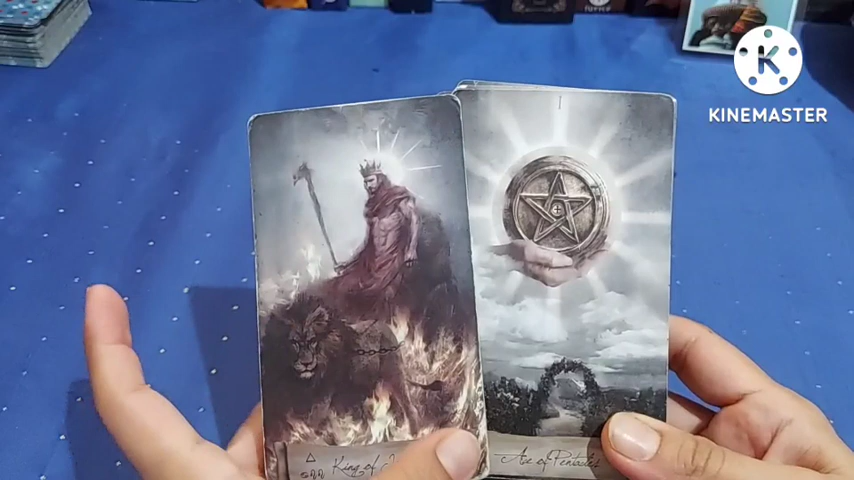 K
KINEMASTER
I
King of
Ace of Pentacles